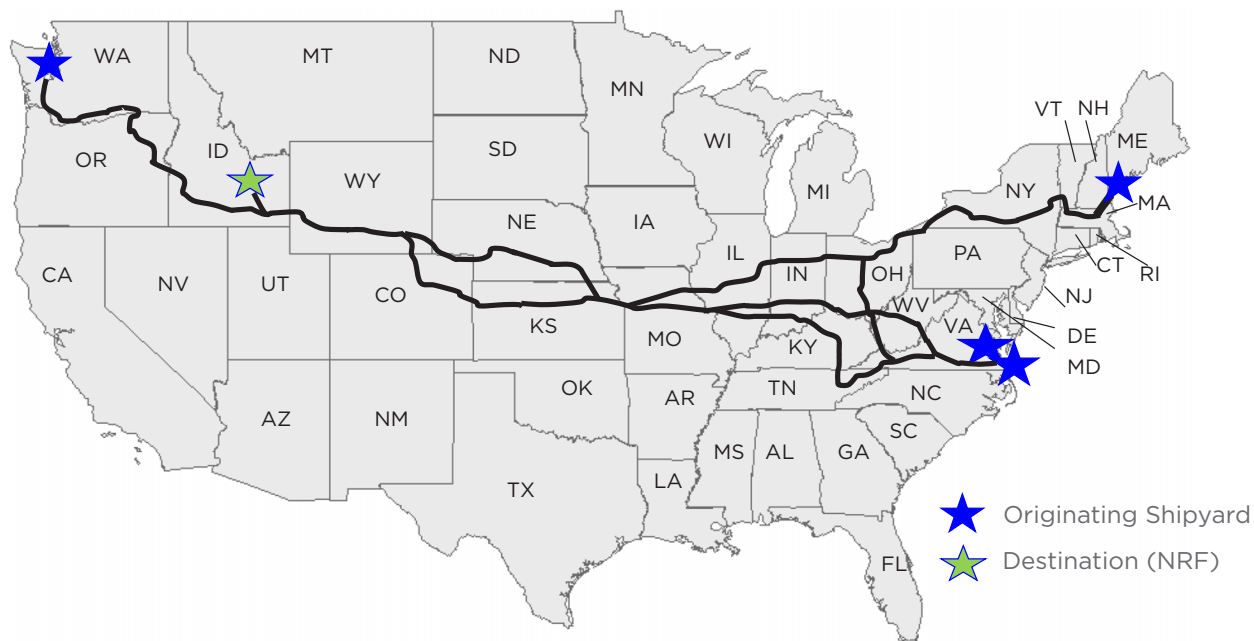 WA
MT
ND
MN
VT
NH
ME
OR
ID
SD
WI
WY
MI
NY
MA
NE
IA
CT
RI
PA
CA
NV
UT
CO
IL
IN
OH
WV
NJ
KS
MO
KY
VA
DE
MD
AZ
NM
OK
AR
TN
NC
SC
TX
LA
MS
AL
GA
FL
Originating Shipyard
Destination (NRF)